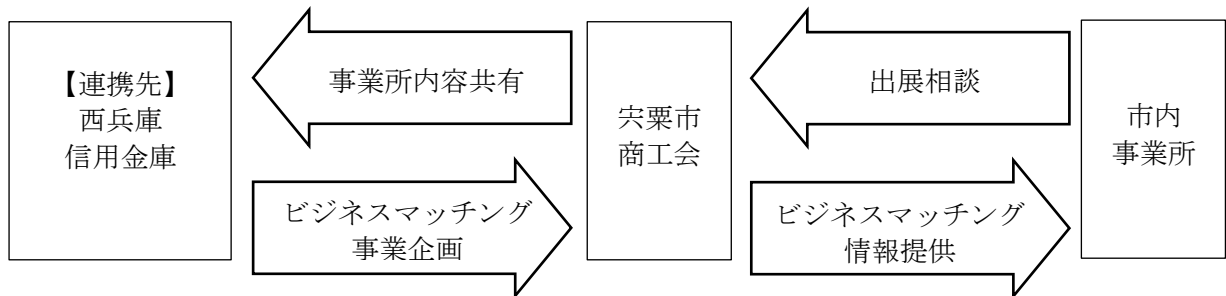 【連携先】
西兵庫
信用金庫
事業所内容共有
ビジネスマッチング
事業企画
宍粟市
商工会
出展相談
ビジネスマッチング
情報提供
市内
事業所